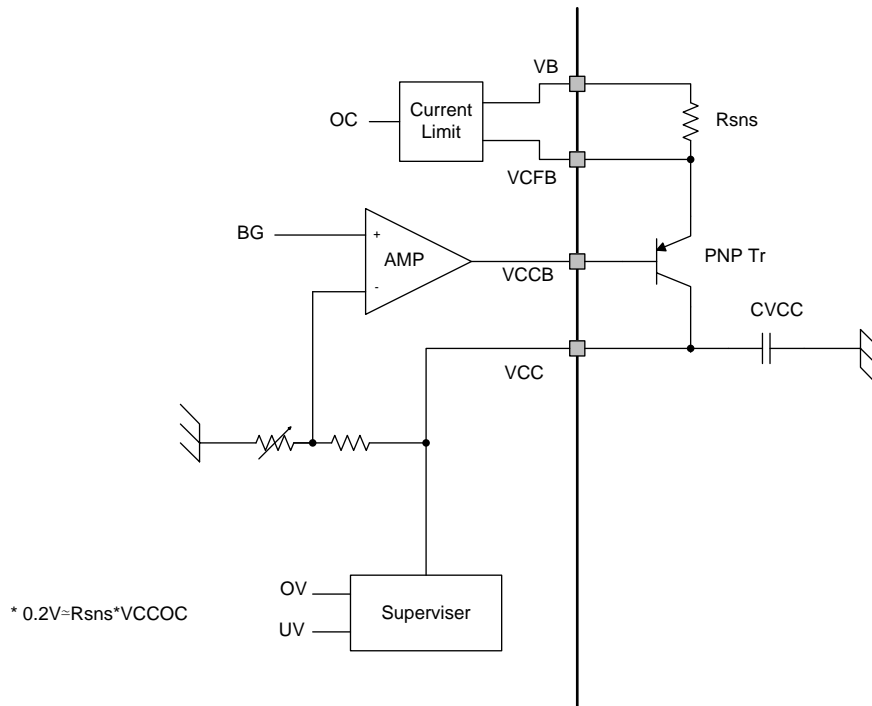 VB
Current
Limit
OC
Rsns
VCFB
BG
+
AMP
-
VCCB
PNP Tr
CVCC
VCC
OV
Superviser
UV
* 0.2V≃Rsns*VCCOC